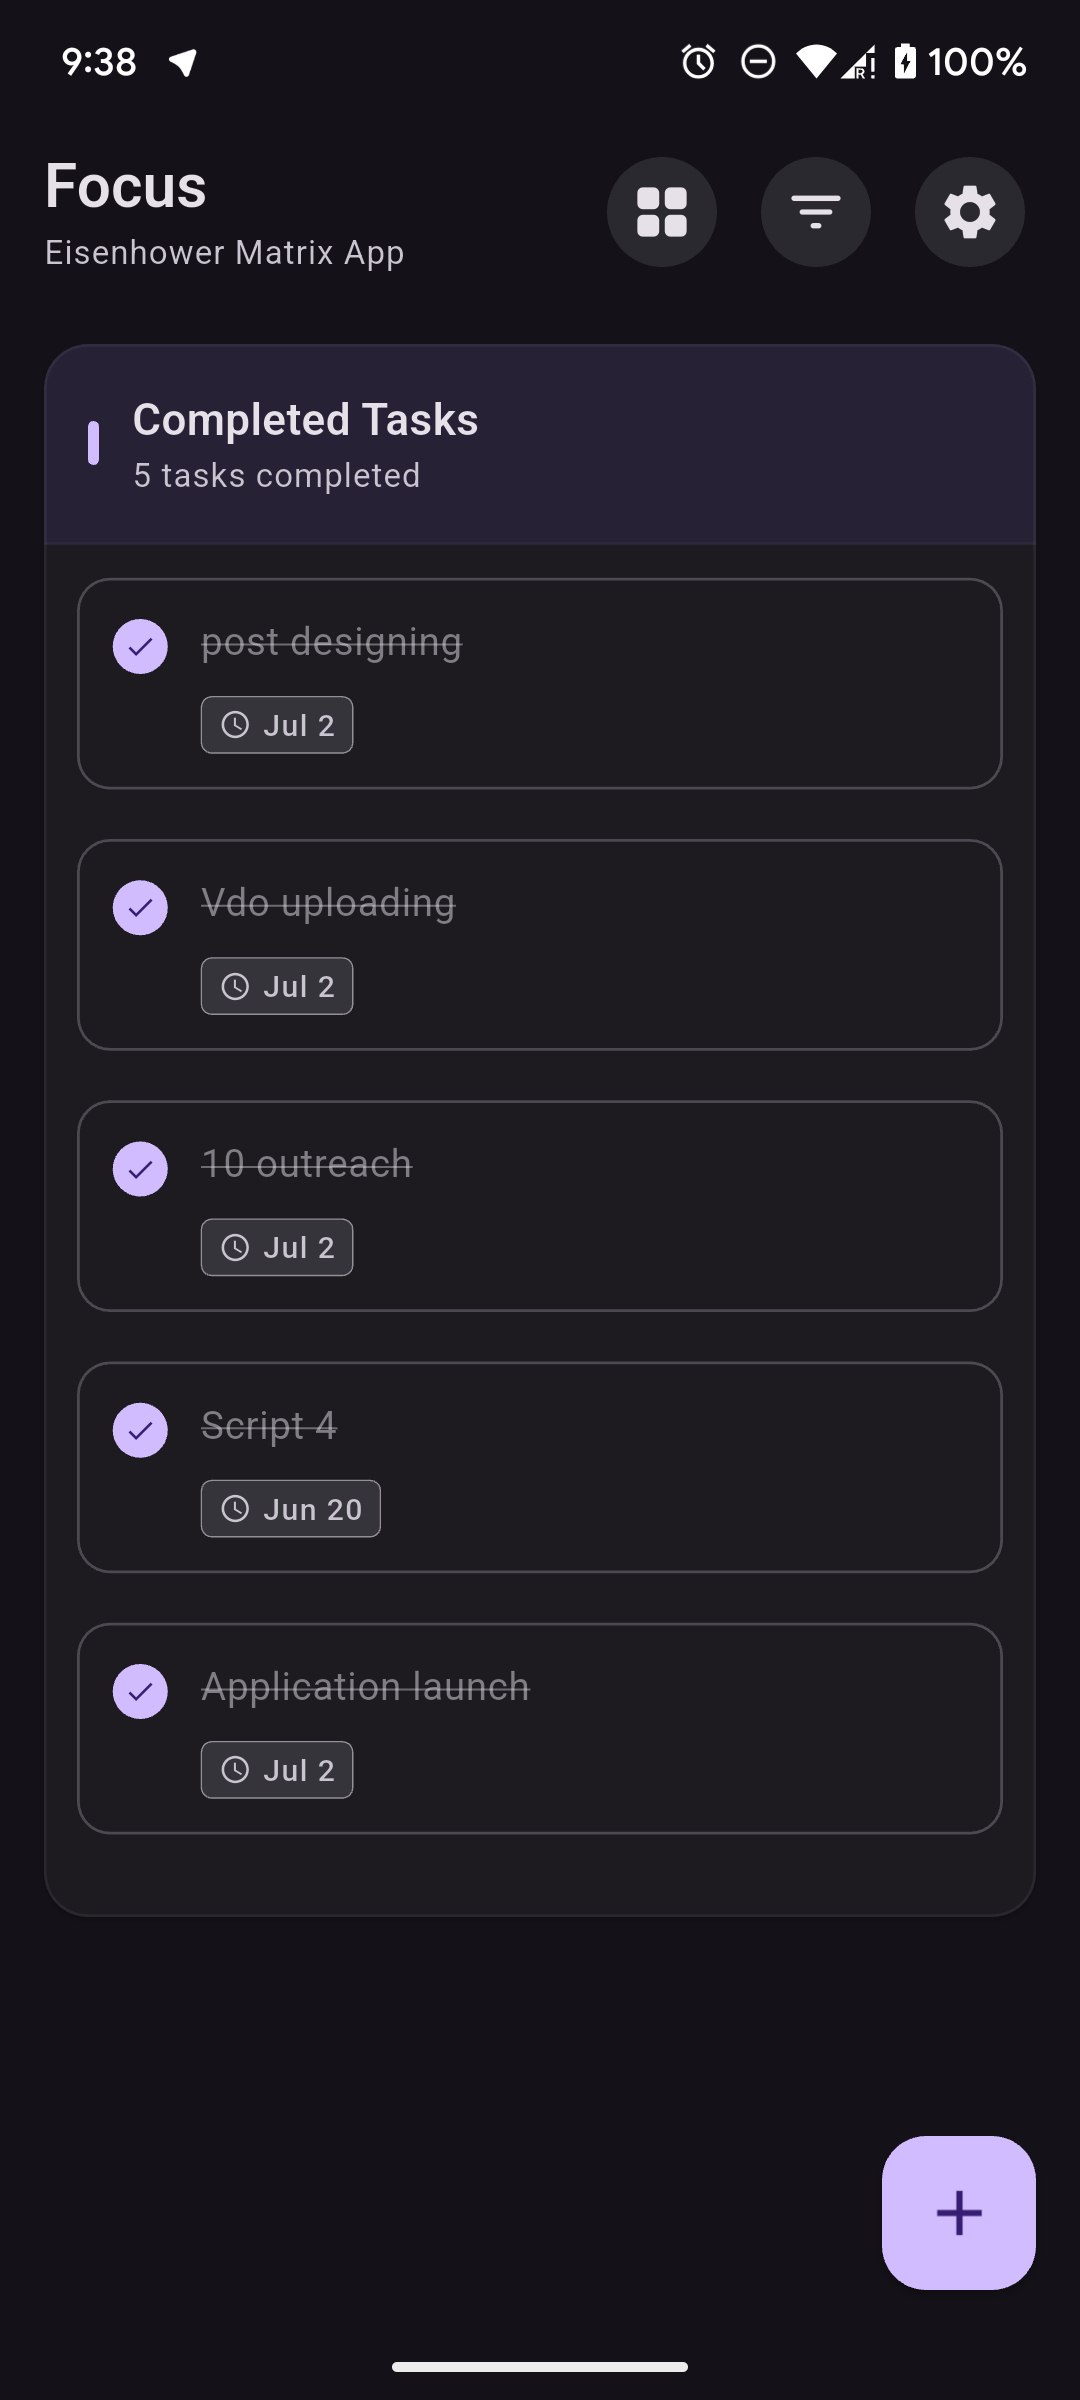 9:38
R
100%
Focus
Eisenhower Matrix App
Completed Tasks
5 tasks completed
post designing
Jul 2
Vdo uploading
Jul 2
10 outreach
Jul 2
Script 4
Jun 20
Application launch
Jul 2